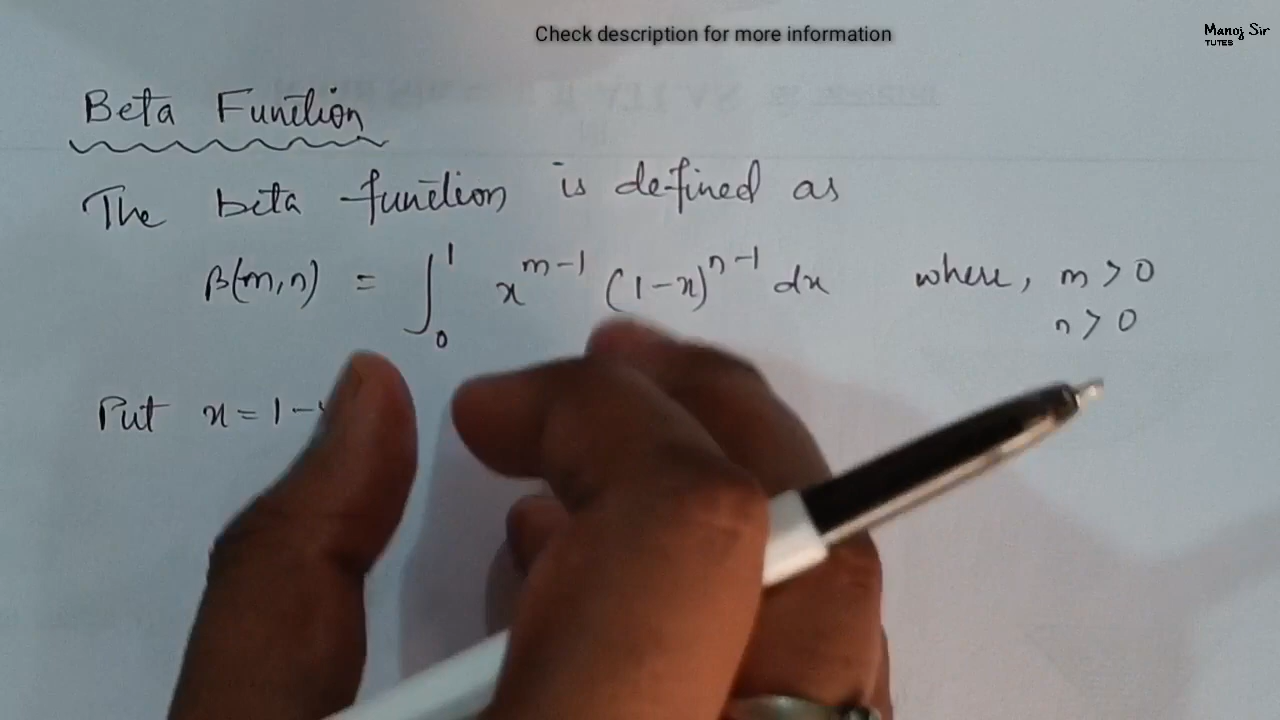 Check description for more information
Manoj Sir
TUTES
Beta Function
The beta function is defined as
β(m,n) = ∫₀¹ x^{m-1} (1-x)^{n-1} dx where, m > 0
n > 0
Put x = 1 -